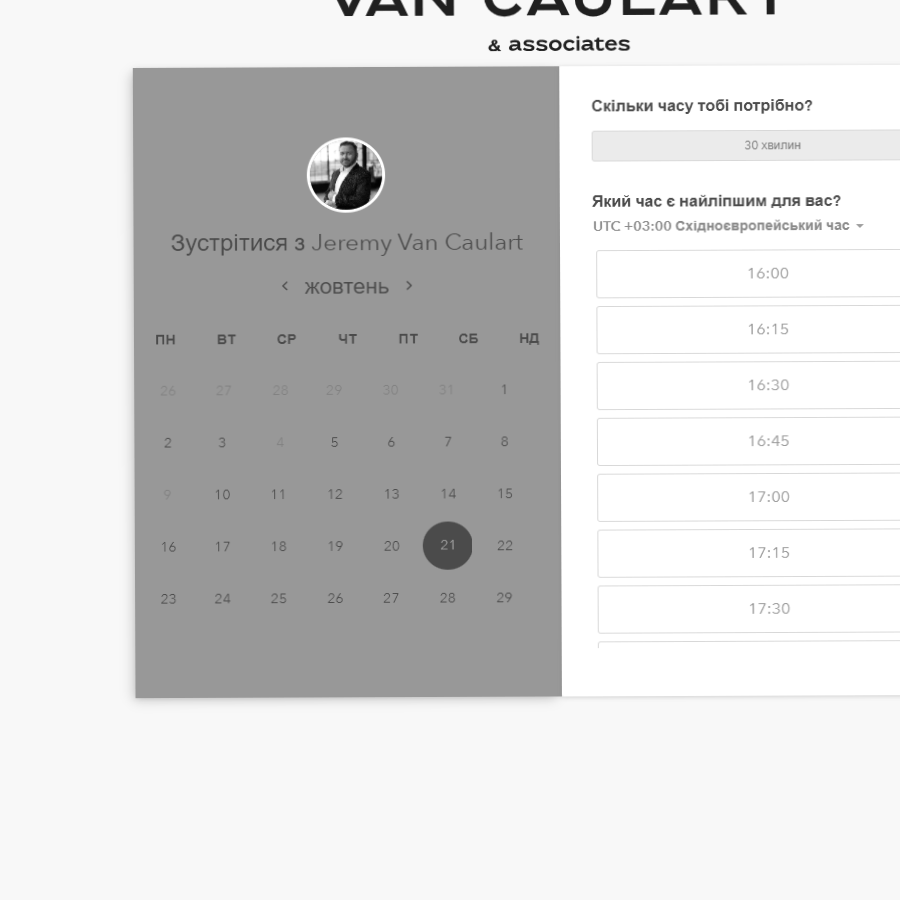 VAN CAULART
& associates
Зустрітися з Jeremy Van Caulart
жовтень
ПН ВТ СР ЧТ ПТ СБ НД
26 27 28 29 30 31 1
2 3 4 5 6 7 8
9 10 11 12 13 14 15
16 17 18 19 20 21 22
23 24 25 26 27 28 29
Скільки часу тобі потрібно?
30 хвилин
Який час є найліпшим для вас?
UTC +03:00 Східноєвропейський час
16:00
16:15
16:30
16:45
17:00
17:15
17:30